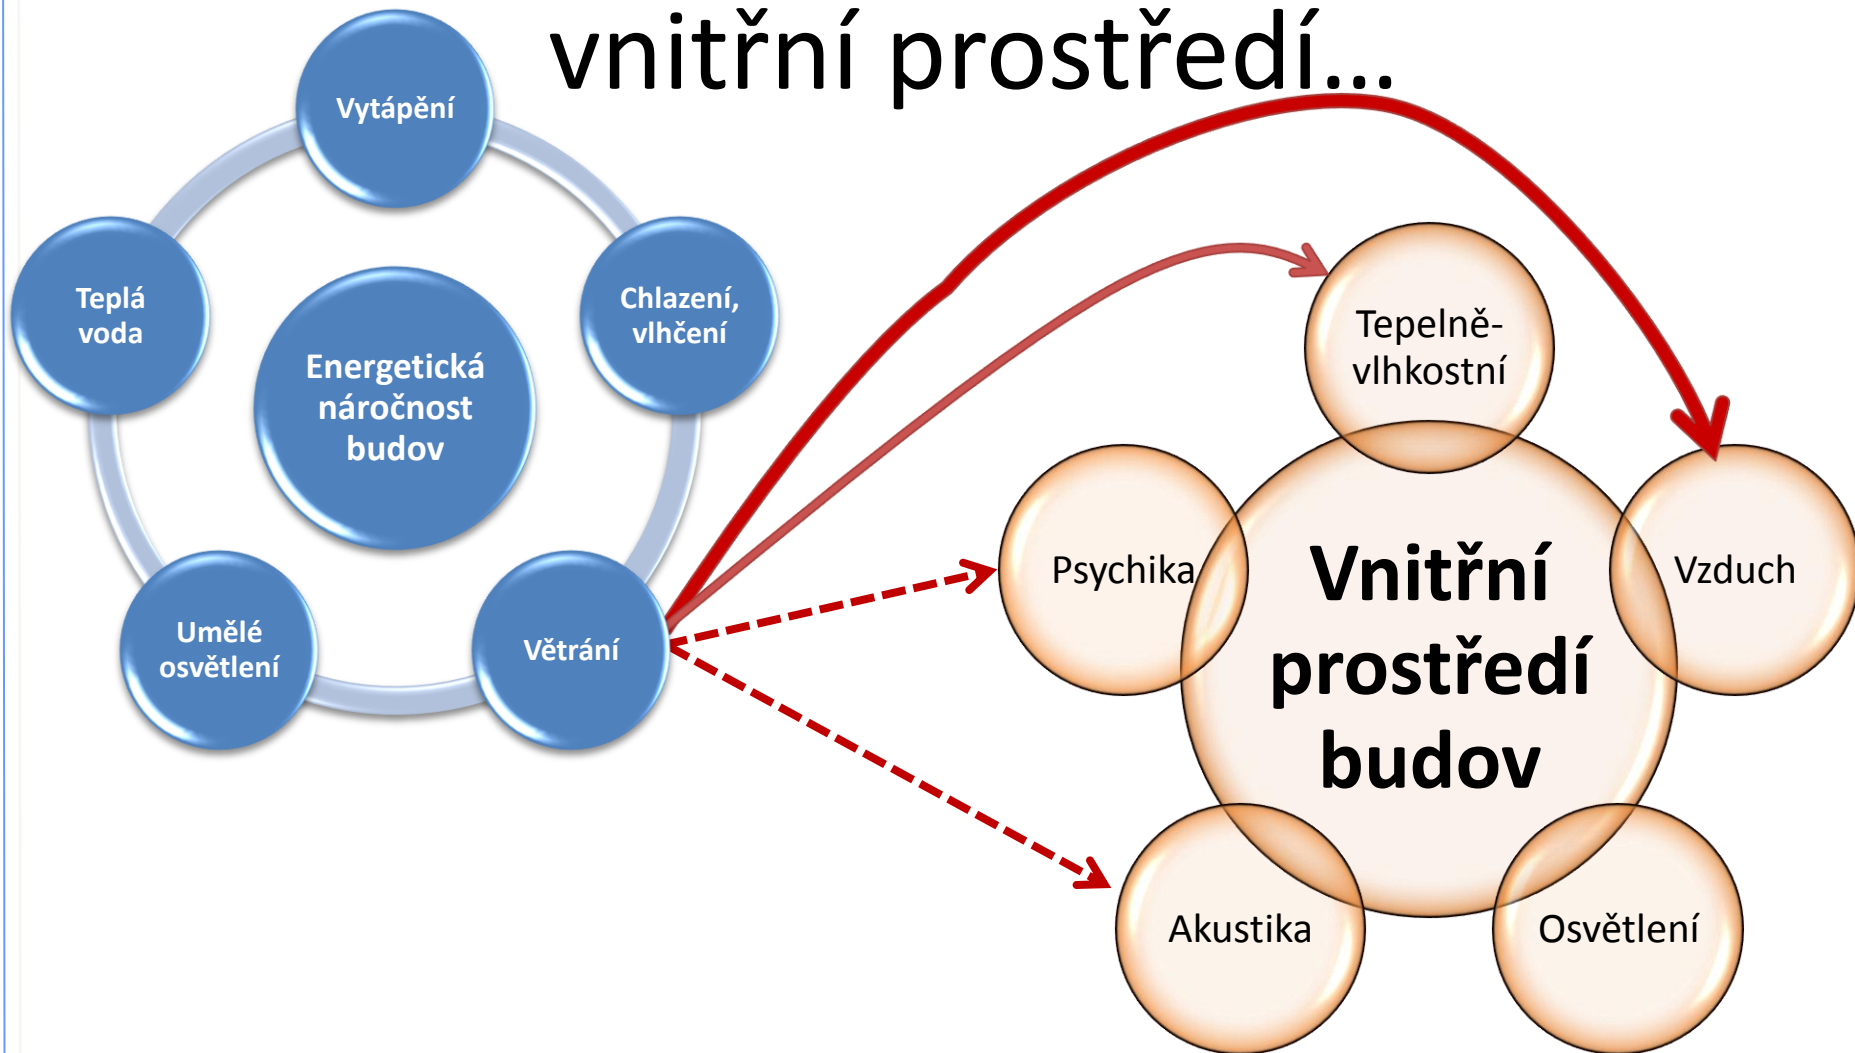 vnitřní prostředí...
Vytápění
Teplá
voda
Chlazení,
vlhčení
Energetická
náročnost
budov
Umělé
osvětlení
Větrání
Tepelně-
vlhkostní
Psychika
Vzduch
Vnitřní
prostředí
budov
Akustika
Osvětlení